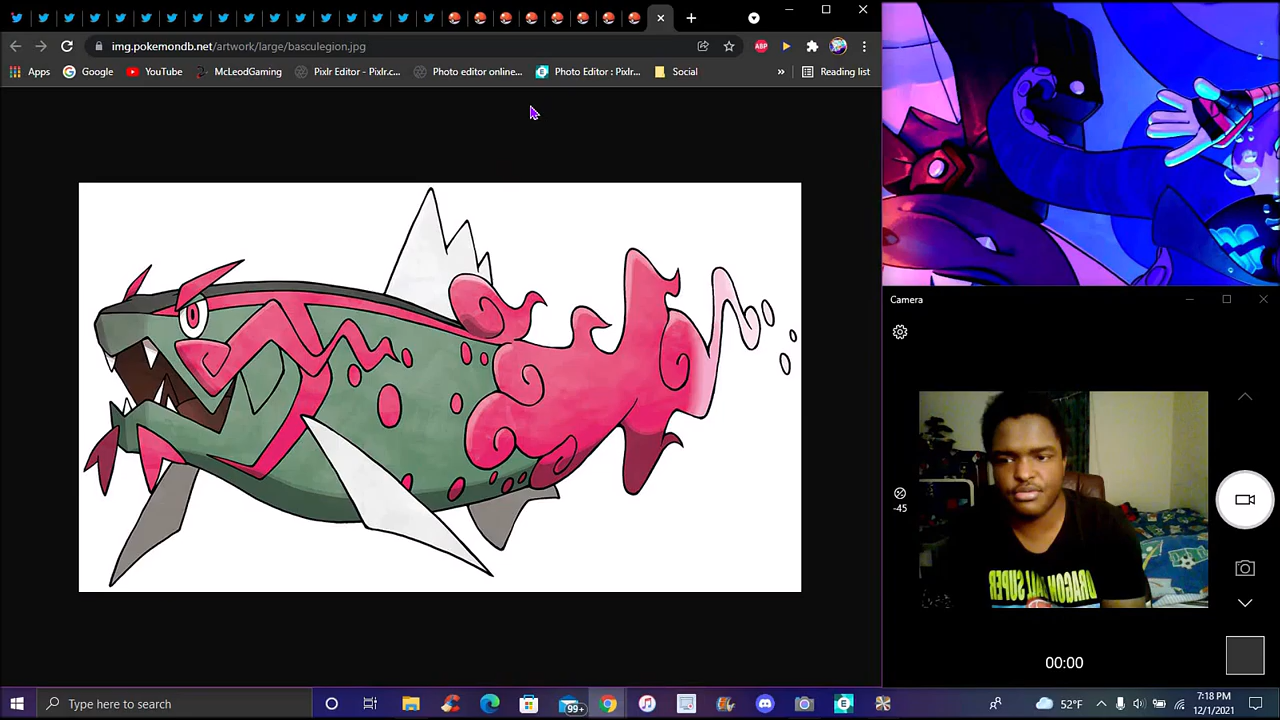 img.pokemondb.net/artwork/large/basculegion.jpg
ABP
Apps
Google
YouTube
McLeodGaming
Pixlr Editor - Pixlr.c...
Photo editor online...
Photo Editor : Pixlr...
Social
»
Reading list
Camera
-45
DRAGON BALL SUPER
00:00
Type here to search
99+
52°F
7:18 PM
12/1/2021